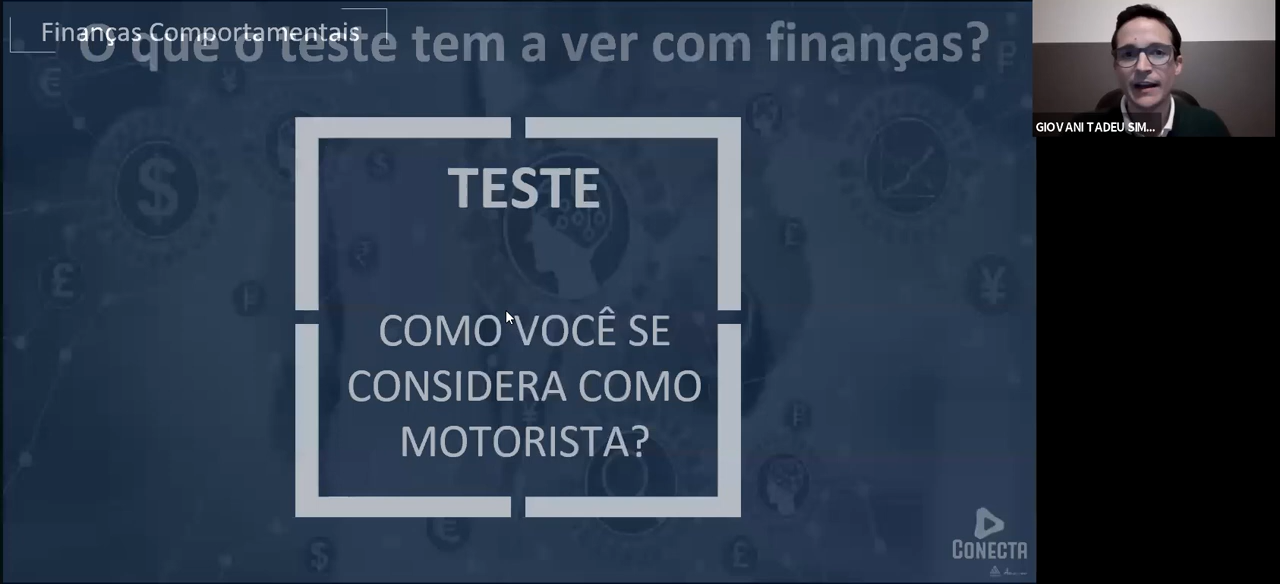 Finanças Comportamentais
O que o teste tem a ver com finanças?
GIOVANI TADEU SIM...
TESTE
COMO VOCÊ SE
CONSIDERA COMO
MOTORISTA?
CONECTA